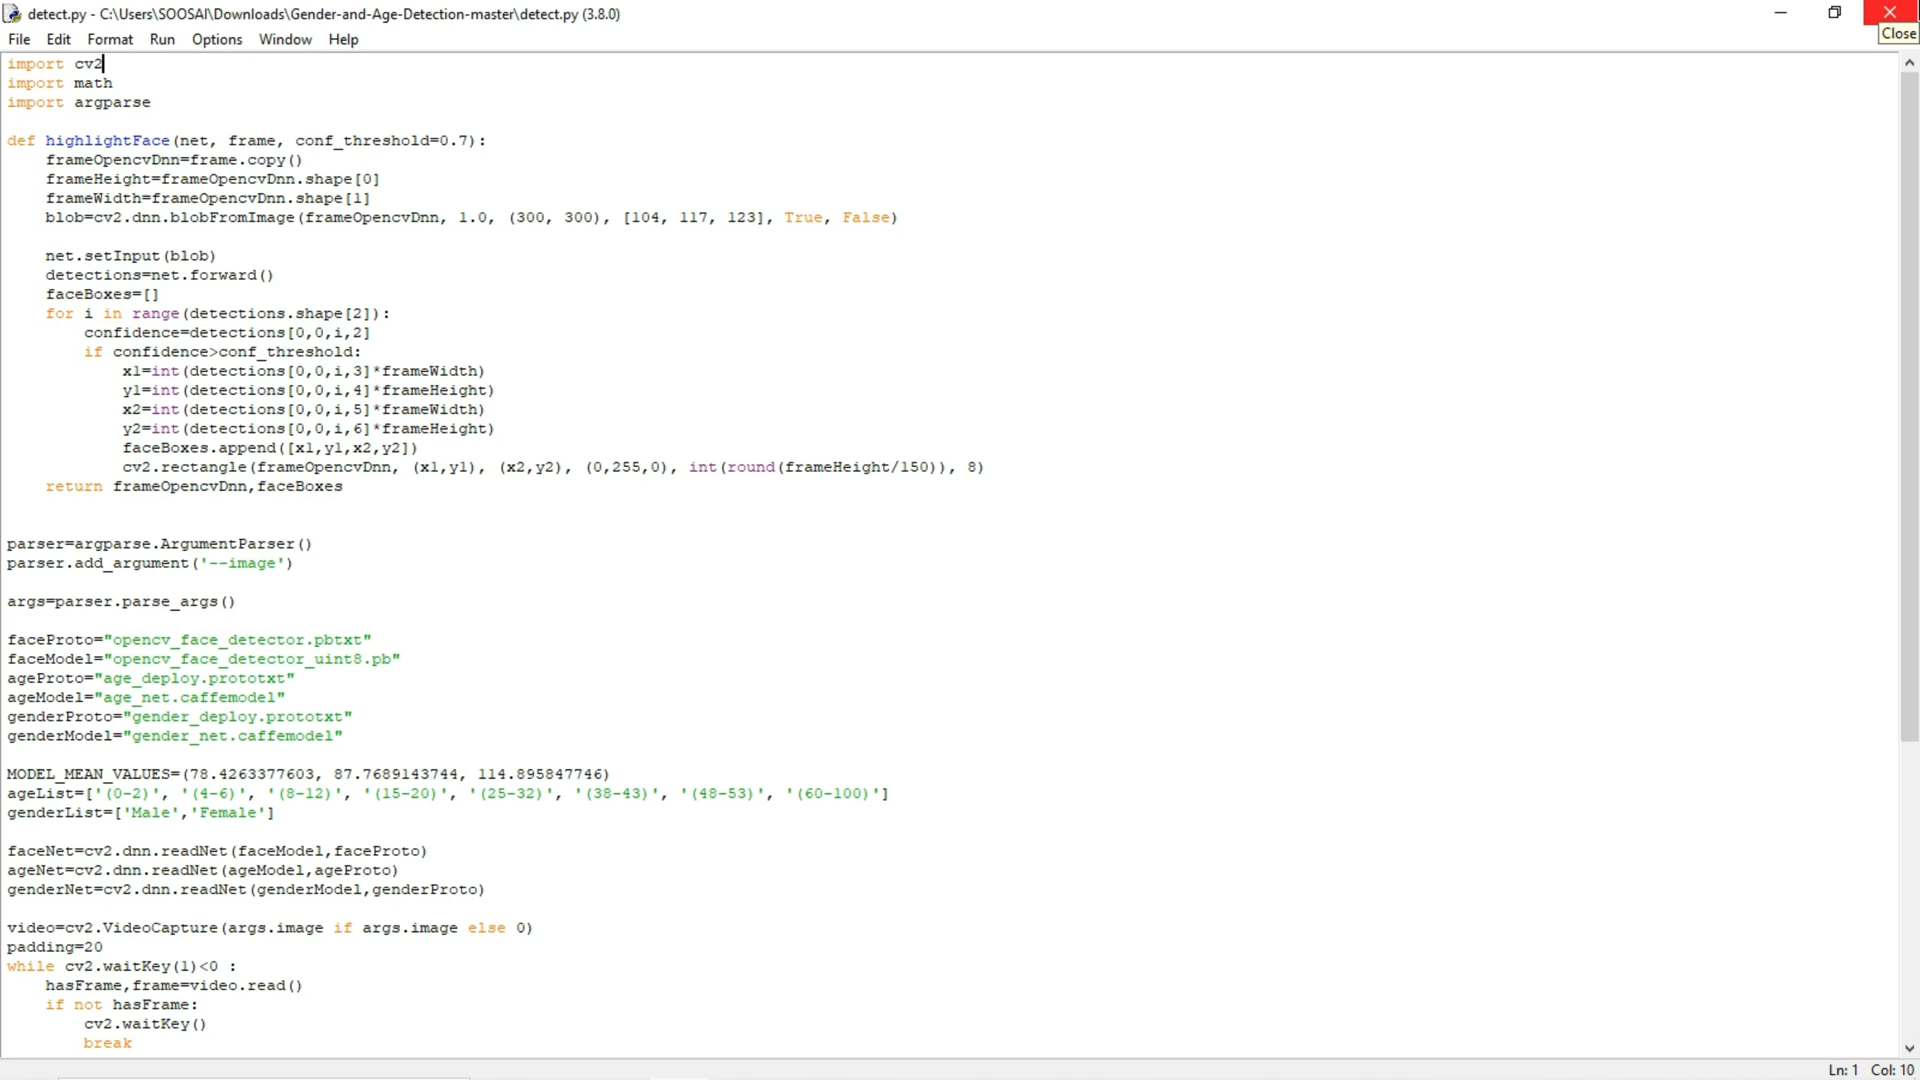 detect.py - C:\Users\SOOSAI\Downloads\Gender-and-Age-Detection-master\detect.py (3.8.0)
File Edit Format Run Options Window Help
Close
import cv2
import math
import argparse
def highlightFace(net, frame, conf_threshold=0.7):
    frameOpencvDnn=frame.copy()
    frameHeight=frameOpencvDnn.shape[0]
    frameWidth=frameOpencvDnn.shape[1]
    blob=cv2.dnn.blobFromImage(frameOpencvDnn, 1.0, (300, 300), [104, 117, 123], True, False)
    net.setInput(blob)
    detections=net.forward()
    faceBoxes=[]
    for i in range(detections.shape[2]):
        confidence=detections[0,0,i,2]
        if confidence>conf_threshold:
            x1=int(detections[0,0,i,3]*frameWidth)
            y1=int(detections[0,0,i,4]*frameHeight)
            x2=int(detections[0,0,i,5]*frameWidth)
            y2=int(detections[0,0,i,6]*frameHeight)
            faceBoxes.append([x1,y1,x2,y2])
            cv2.rectangle(frameOpencvDnn, (x1,y1), (x2,y2), (0,255,0), int(round(frameHeight/150)), 8)
    return frameOpencvDnn,faceBoxes
parser=argparse.ArgumentParser()
parser.add_argument('--image')
args=parser.parse_args()
faceProto="opencv_face_detector.pbtxt"
faceModel="opencv_face_detector_uint8.pb"
ageProto="age_deploy.prototxt"
ageModel="age_net.caffemodel"
genderProto="gender_deploy.prototxt"
genderModel="gender_net.caffemodel"
MODEL_MEAN_VALUES=(78.4263377603, 87.7689143744, 114.895847746)
ageList=['(0-2)', '(4-6)', '(8-12)', '(15-20)', '(25-32)', '(38-43)', '(48-53)', '(60-100)']
genderList=['Male','Female']
faceNet=cv2.dnn.readNet(faceModel,faceProto)
ageNet=cv2.dnn.readNet(ageModel,ageProto)
genderNet=cv2.dnn.readNet(genderModel,genderProto)
video=cv2.VideoCapture(args.image if args.image else 0)
padding=20
while cv2.waitKey(1)<0 :
    hasFrame,frame=video.read()
    if not hasFrame:
        cv2.waitKey()
        break
Ln: 1 Col: 10